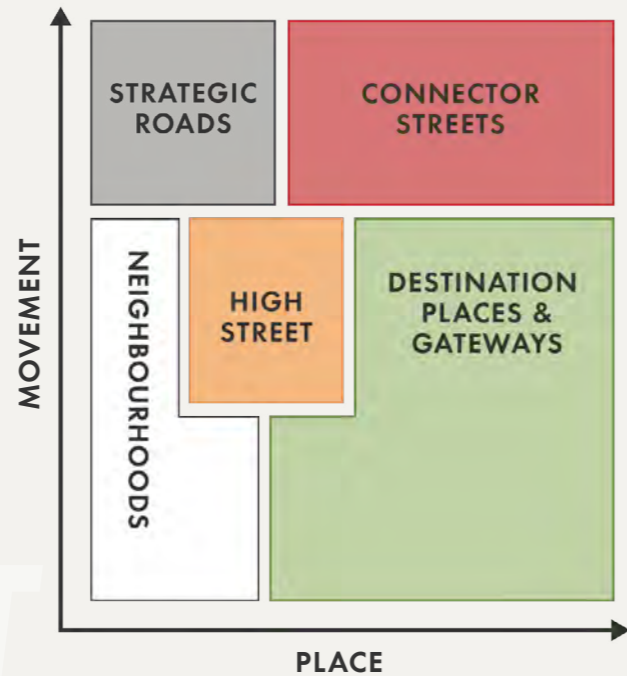 STRATEGIC
ROADS
CONNECTOR
STREETS
MOVEMENT
NEIGHBOURHOODS
HIGH
STREET
DESTINATION
PLACES &
GATEWAYS
PLACE